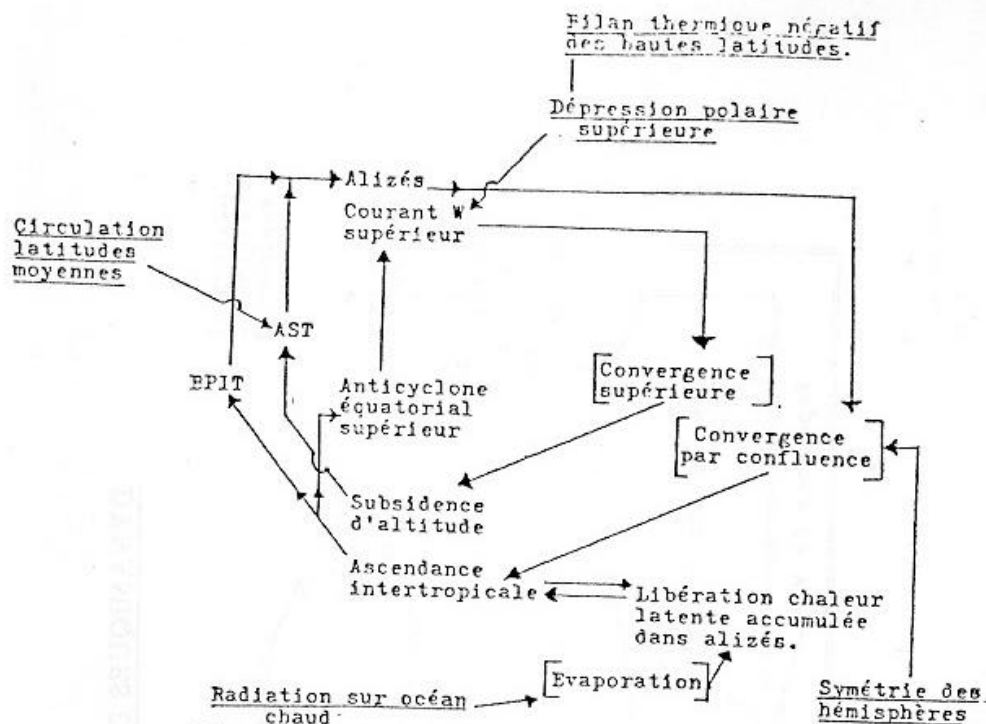 Bilan thermique négatif
des hautes latitudes.
Dépression polaire
supérieure
Alizés
Courant W
supérieur
Circulation
latitudes
moyennes
AST
BPIT
Anticyclone
équatorial
supérieur
[Convergence
supérieure]
[Convergence
par confluence]
Subsidence
d'altitude
Ascendance
intertropicale
Libération chaleur
latente accumulée
dans alizés.
[Evaporation]
Radiation sur océan
chaud
Symétrie des
hémisphères